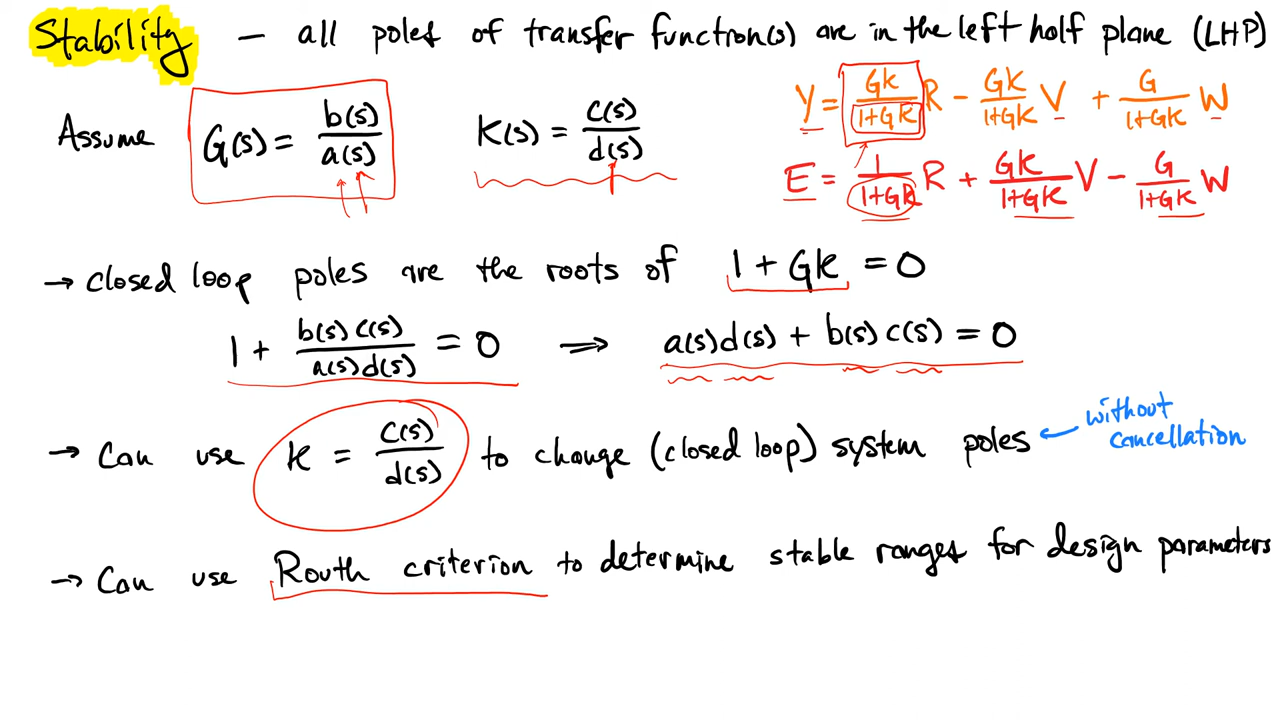 Stability — all poles of transfer function(s) are in the left half plane (LHP)
Assume G(s) = b(s)/a(s) K(s) = c(s)/d(s)
Y = GK/(1+GK) R − GK/(1+GK) V + G/(1+GK) W
E = 1/(1+GK) R + GK/(1+GK) V − G/(1+GK) W
→ closed loop poles are the roots of 1 + GK = 0
1 + b(s)c(s)/a(s)d(s) = 0 ⇒ a(s)d(s) + b(s)c(s) = 0
→ Can use K = c(s)/d(s) to change (closed loop) system poles ← without cancellation
→ Can use Routh criterion to determine stable ranges for design parameters